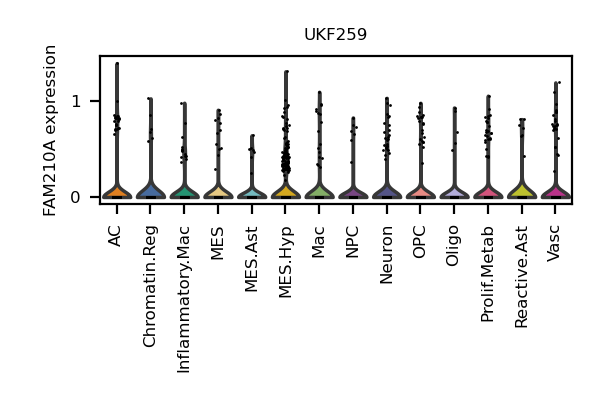 UKF259
FAM210A expression
1
0
AC
Chromatin.Reg
Inflammatory.Mac
MES
MES.Ast
MES.Hyp
Mac
NPC
Neuron
OPC
Oligo
Prolif.Metab
Reactive.Ast
Vasc